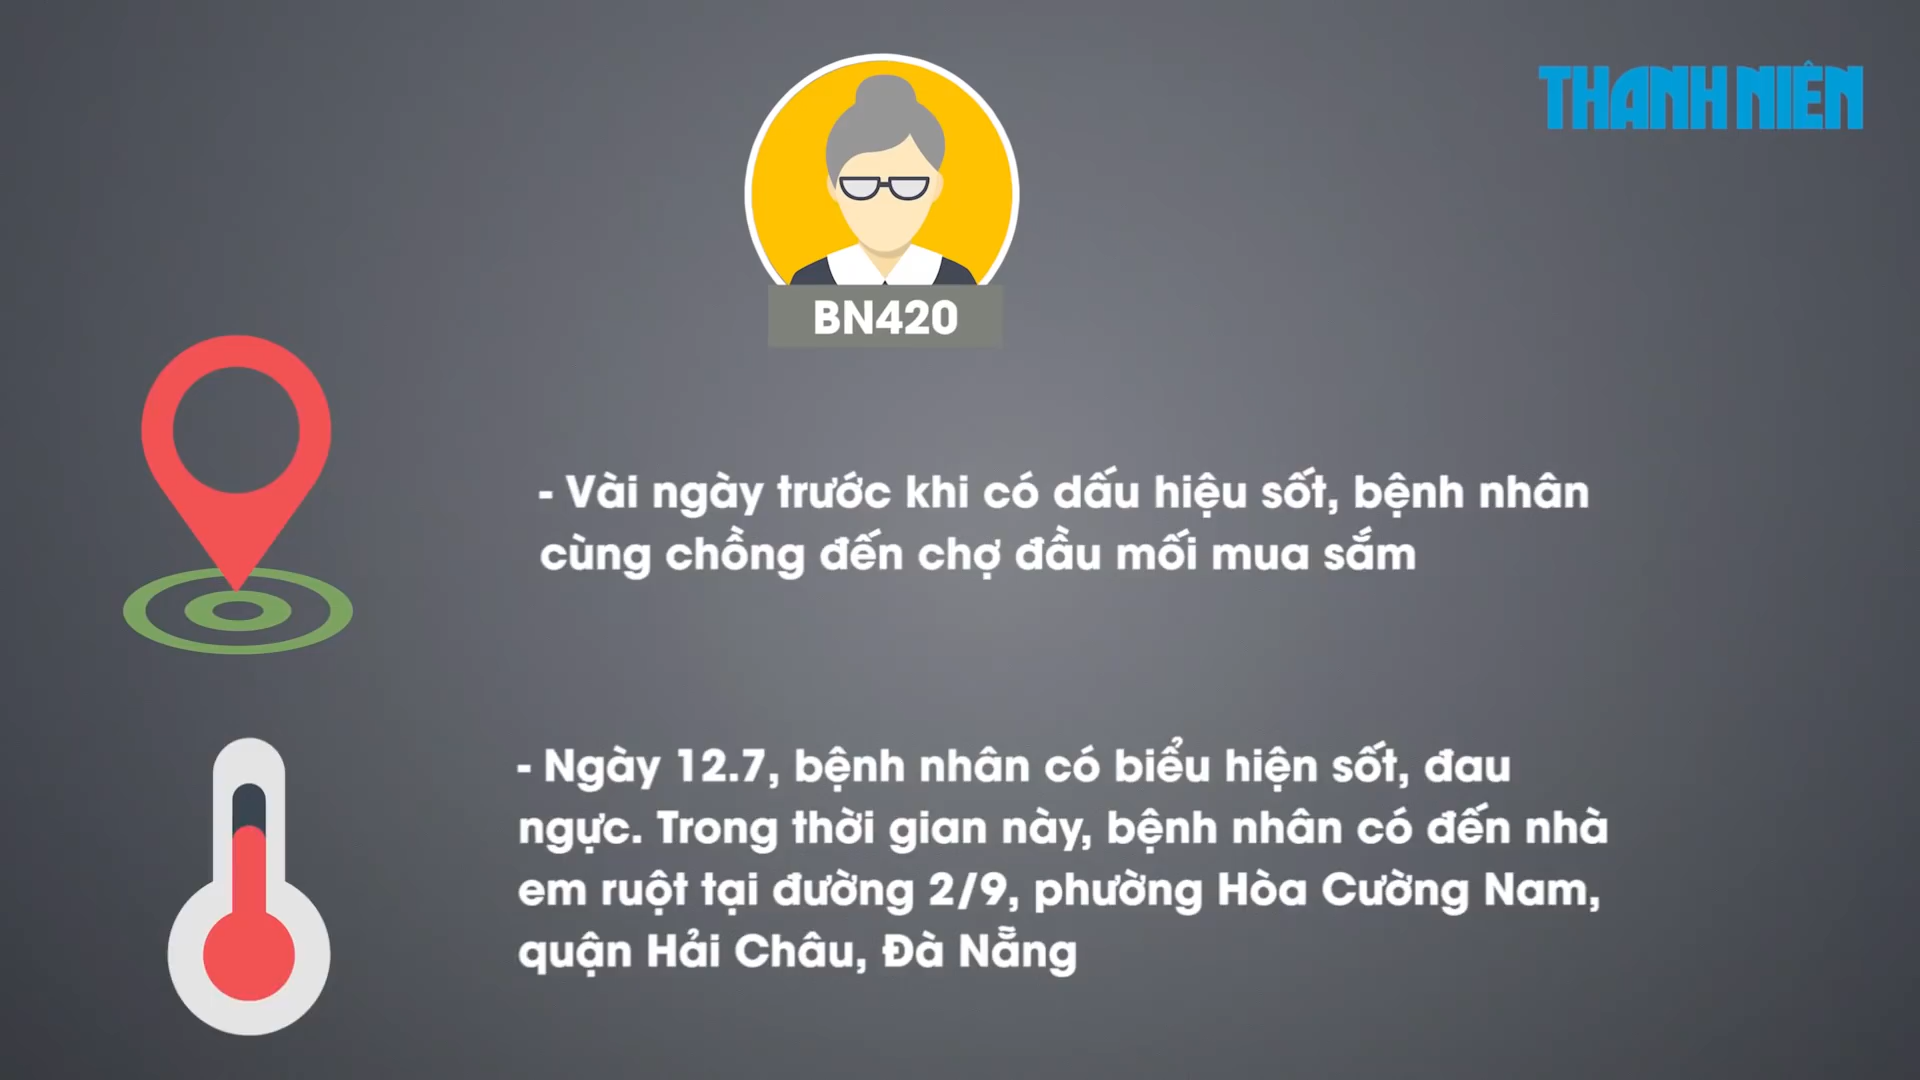 THANH NIÊN
BN420
- Vài ngày trước khi có dấu hiệu sốt, bệnh nhân
cùng chồng đến chợ đầu mối mua sắm
- Ngày 12.7, bệnh nhân có biểu hiện sốt, đau
ngực. Trong thời gian này, bệnh nhân có đến nhà
em ruột tại đường 2/9, phường Hòa Cường Nam,
quận Hải Châu, Đà Nẵng